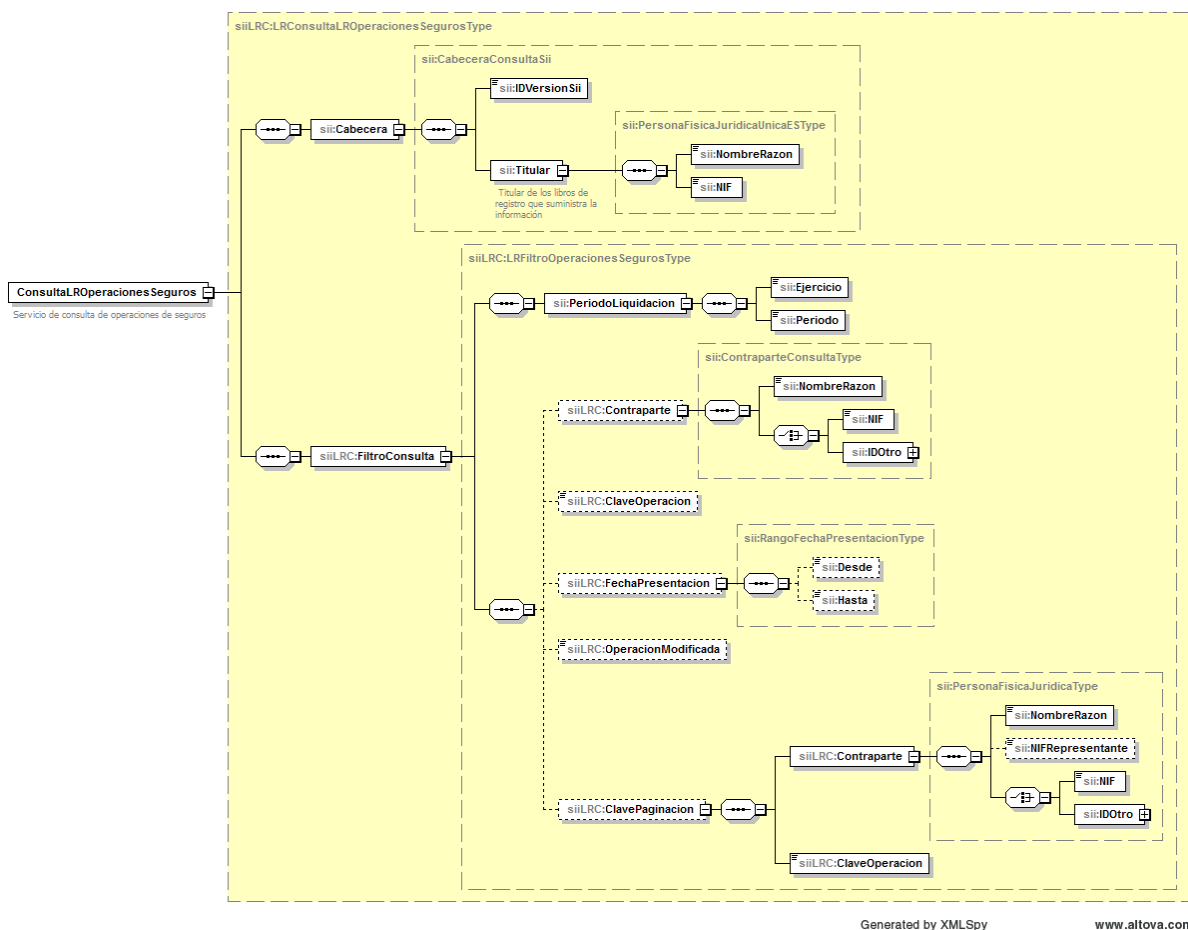 siiLRC:LRConsultaLROperacionesSegurosType
sii:CabeceraConsultaSii
sii:IDVersionSii
sii:PersonaFisicaJuridicaUnicaESType
sii:Cabecera
sii:NombreRazon
sii:Titular
sii:NIF
Titular de los libros de
registro que suministra la
información
siiLRC:LRFiltroOperacionesSegurosType
ConsultaLROperacionesSeguros
Servicio de consulta de operaciones de seguros
sii:PeriodoLiquidacion
sii:Ejercicio
sii:Periodo
sii:ContraparteConsultaType
sii:NombreRazon
siiLRC:Contraparte
sii:NIF
sii:IDOtro
siiLRC:FiltroConsulta
siiLRC:ClaveOperacion
sii:RangoFechaPresentacionType
sii:Desde
siiLRC:FechaPresentacion
sii:Hasta
siiLRC:OperacionModificada
sii:PersonaFisicaJuridicaType
sii:NombreRazon
sii:NIFRepresentante
siiLRC:Contraparte
sii:NIF
sii:IDOtro
siiLRC:ClavePaginacion
siiLRC:ClaveOperacion
Generated by XMLSpy
www.altova.com